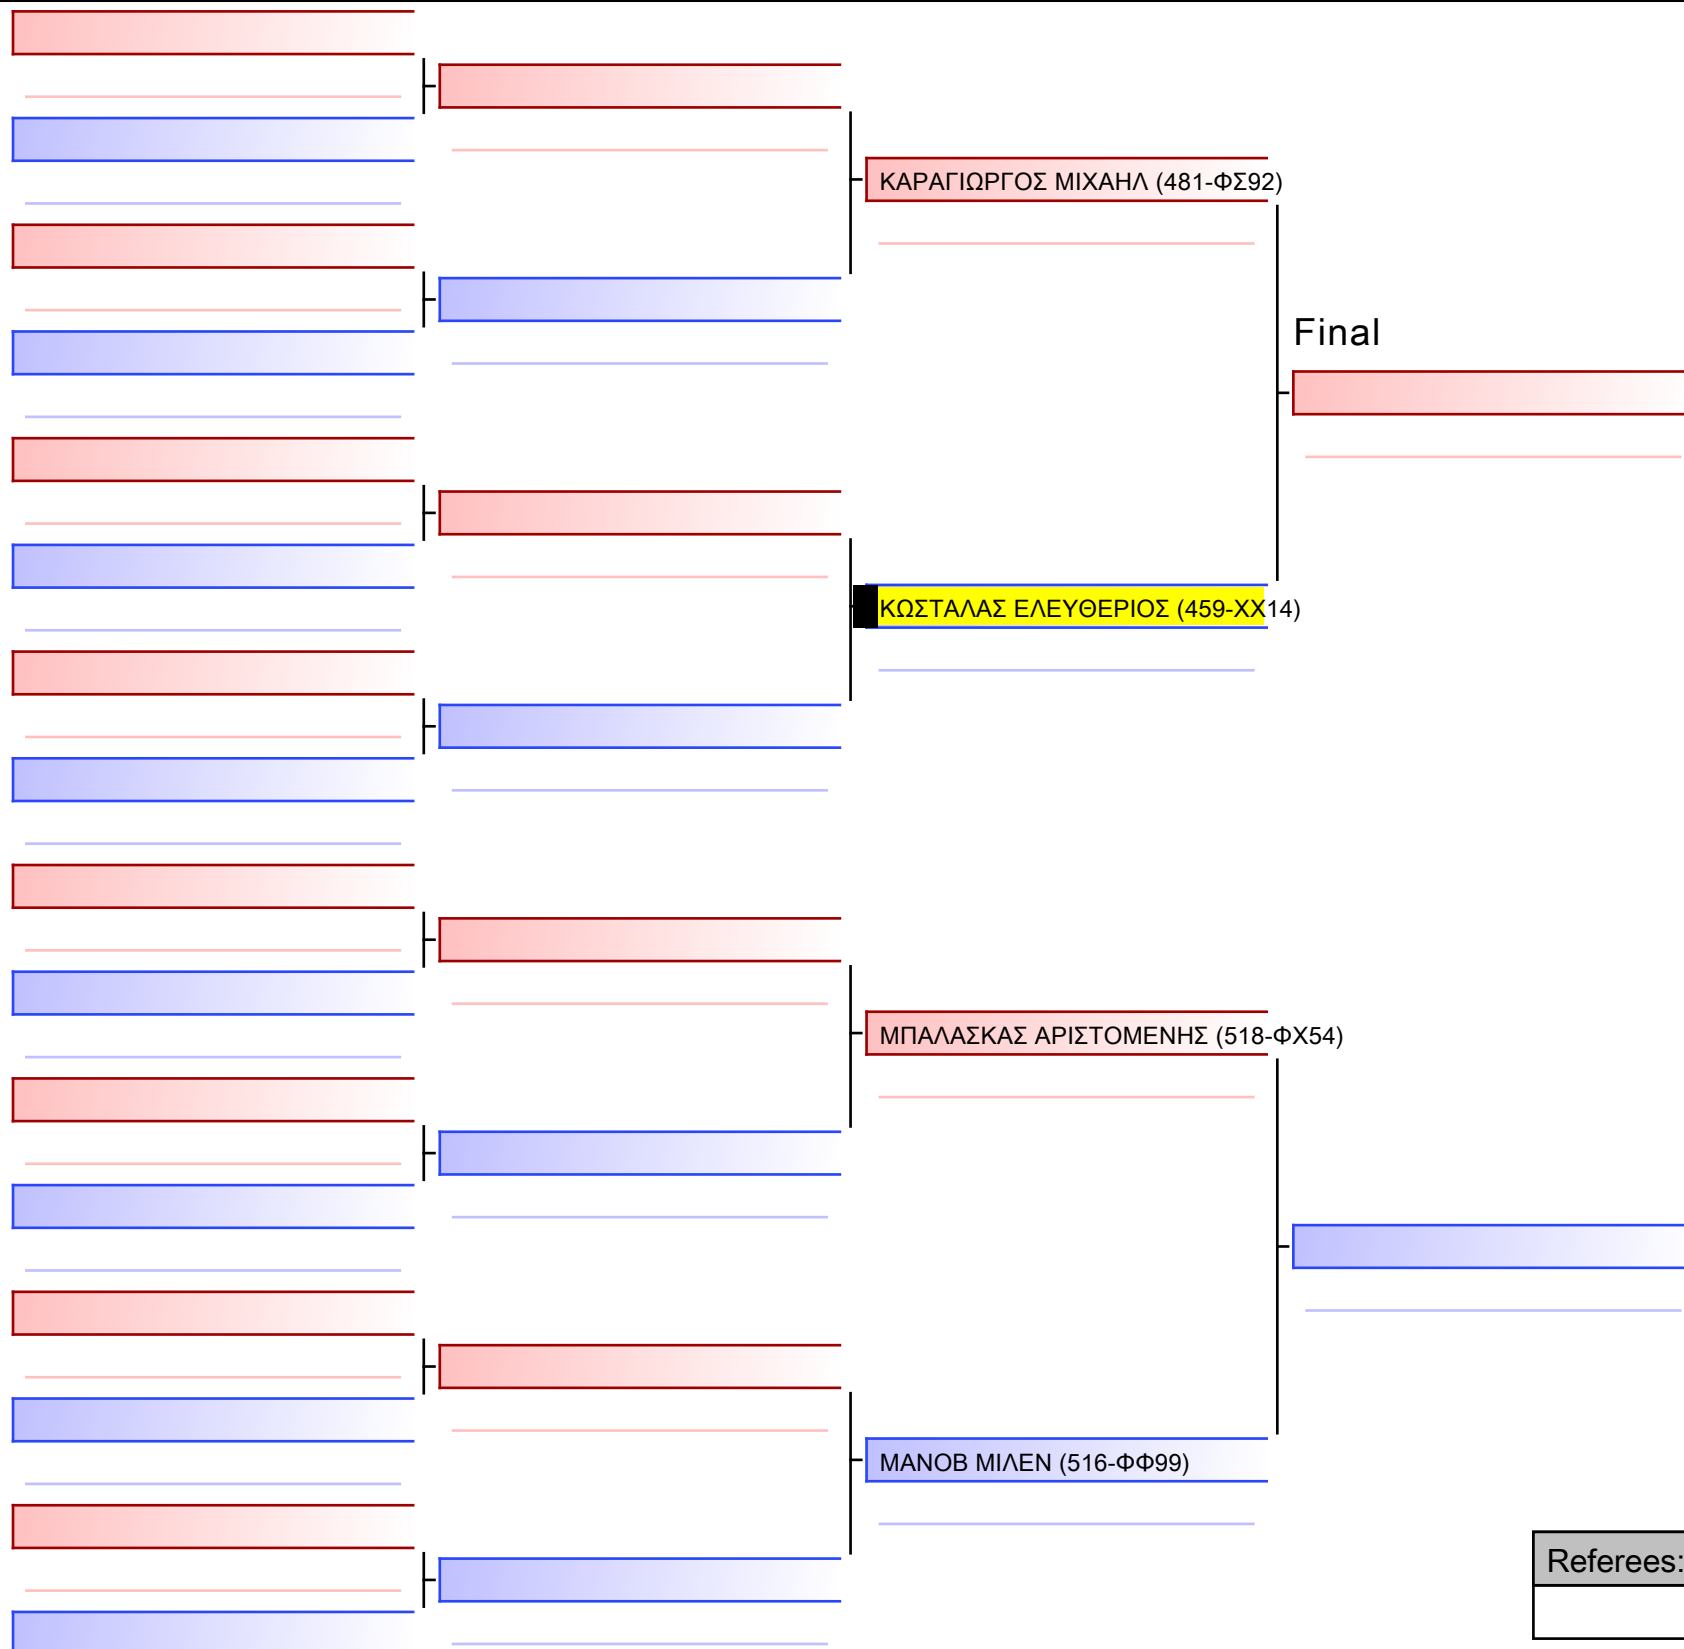 ΚΑΡΑΓΙΩΡΓΟΣ ΜΙΧΑΗΛ (481-ΦΣ92)
Final
ΚΩΣΤΑΛΑΣ ΕΛΕΥΘΕΡΙΟΣ (459-ΧΧ14)
ΜΠΑΛΑΣΚΑΣ ΑΡΙΣΤΟΜΕΝΗΣ (518-ΦΧ54)
ΜΑΝΟΒ ΜΙΛΕΝ (516-ΦΦ99)
Referees: